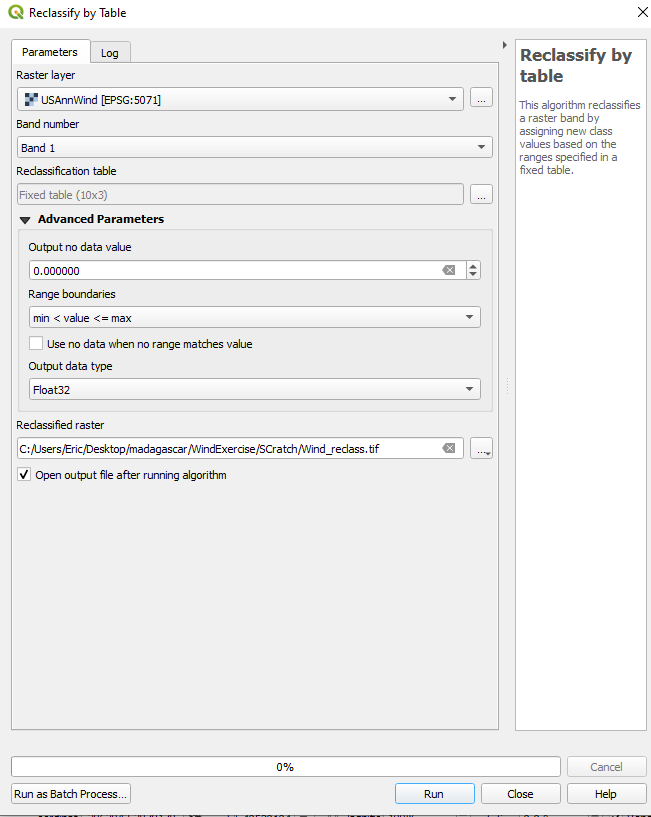 Reclassify by Table
Parameters
Log
Raster layer
USAnnWind [EPSG:5071]
...
Band number
Band 1
Reclassification table
Fixed table (10x3)
...
Advanced Parameters
Output no data value
0.000000
Range boundaries
min < value <= max
Use no data when no range matches value
Output data type
Float32
Reclassified raster
C:/Users/Eric/Desktop/madagascar/WindExercise/SCratch/Wind_reclass.tif
...
Open output file after running algorithm
Reclassify by
table
This algorithm reclassifies
a raster band by
assigning new class
values based on the
ranges specified in a
fixed table.
0%
Cancel
Run as Batch Process...
Run
Close
Help